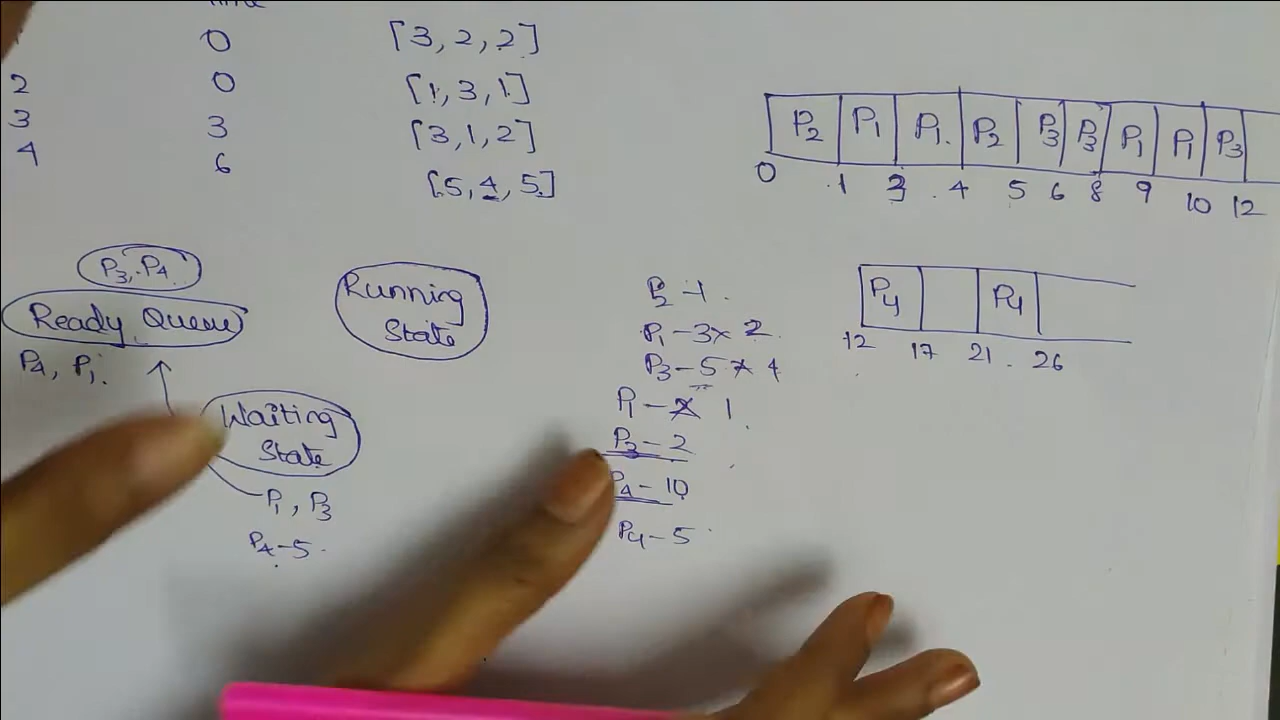 0 [3, 2, 2]
2 0 [1, 3, 1]
3 3 [3, 1, 2]
4 6 [5, 4, 5]
P2 P1 P1. P2 P3 P3 P1 P1 P3
0 1 3 4 5 6 8 9 10 12
P3, P4
Ready Queue
P4, P1.
Running
State
Waiting
State
P1, P3
P4-5.
P2-1.
P1-3x 2.
P3-5x 4
P1-2 1
P3-2
P4-10
P4-5
P4 P4
12 17 21. 26